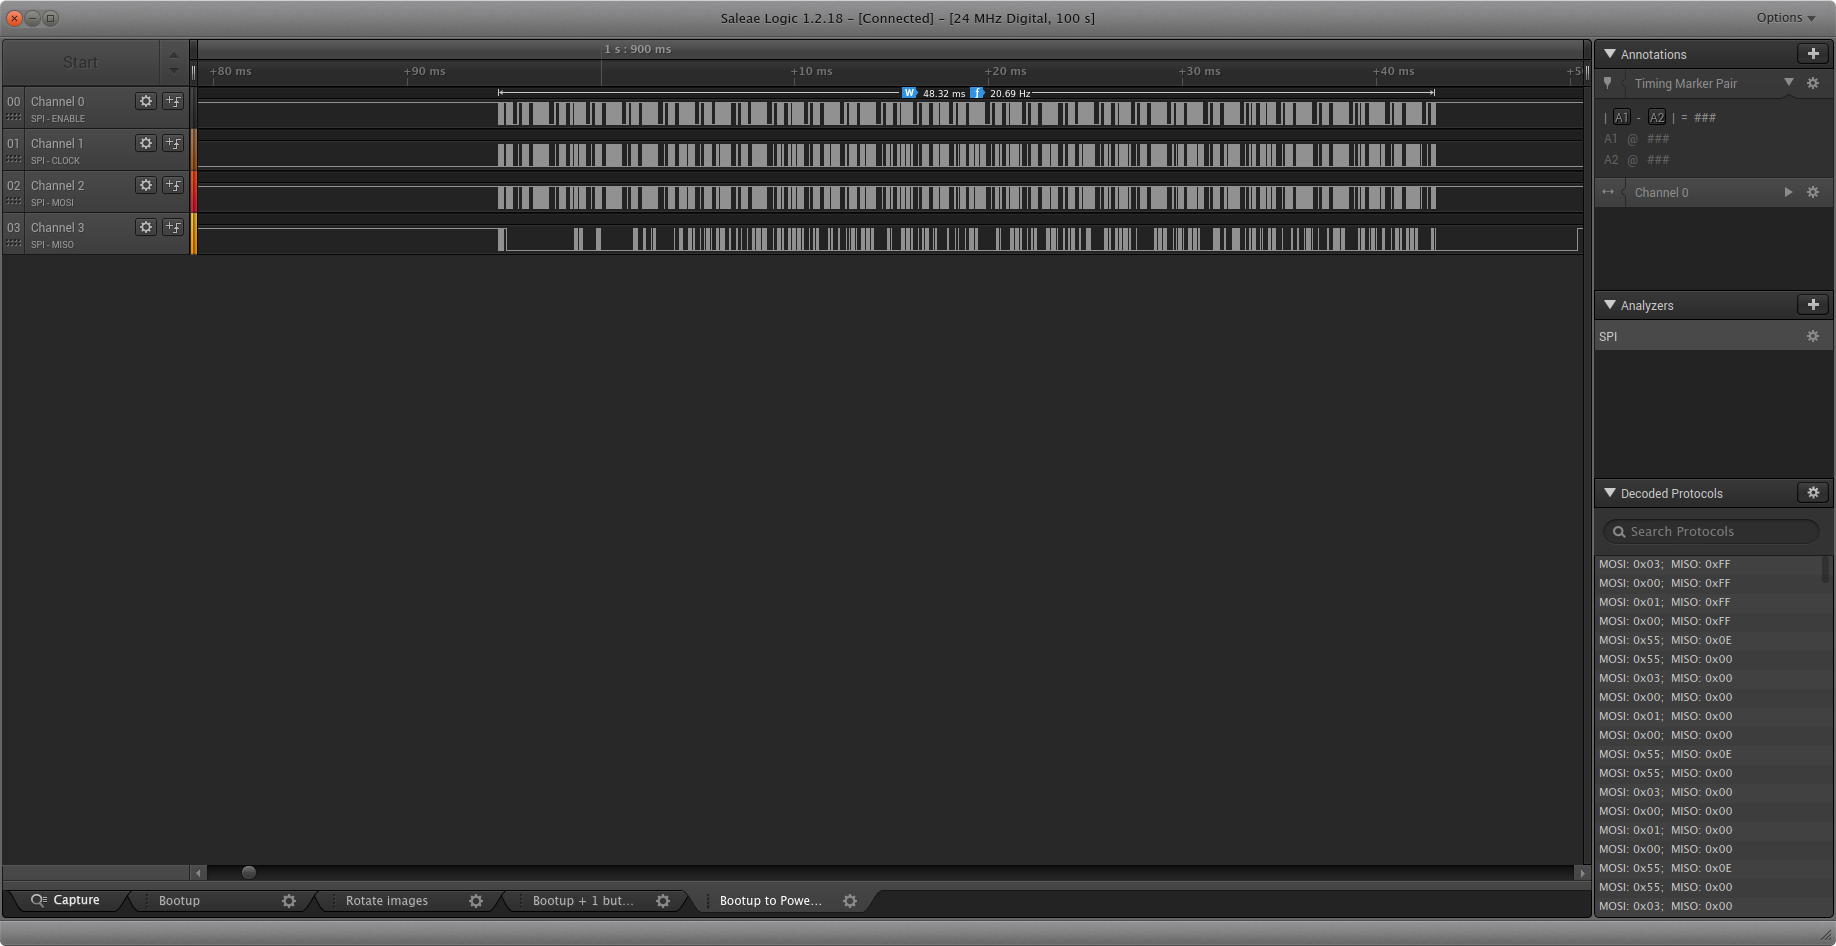 Saleae Logic 1.2.18 - [Connected] - [24 MHz Digital, 100 s]
Options
Start
1 s : 900 ms
+80 ms
+90 ms
+10 ms
+20 ms
+30 ms
+40 ms
W 48.32 ms f 20.69 Hz
00 Channel 0
SPI - ENABLE
01 Channel 1
SPI - CLOCK
02 Channel 2
SPI - MOSI
03 Channel 3
SPI - MISO
Annotations
Timing Marker Pair
| A1 - A2 | = ###
A1 @ ###
A2 @ ###
Channel 0
Analyzers
SPI
Decoded Protocols
Search Protocols
MOSI: 0x03; MISO: 0xFF
MOSI: 0x00; MISO: 0xFF
MOSI: 0x01; MISO: 0xFF
MOSI: 0x00; MISO: 0xFF
MOSI: 0x55; MISO: 0x0E
MOSI: 0x55; MISO: 0x00
MOSI: 0x03; MISO: 0x00
MOSI: 0x00; MISO: 0x00
MOSI: 0x01; MISO: 0x00
MOSI: 0x00; MISO: 0x00
MOSI: 0x55; MISO: 0x0E
MOSI: 0x55; MISO: 0x00
MOSI: 0x03; MISO: 0x00
MOSI: 0x00; MISO: 0x00
MOSI: 0x01; MISO: 0x00
MOSI: 0x00; MISO: 0x00
MOSI: 0x55; MISO: 0x0E
MOSI: 0x55; MISO: 0x00
MOSI: 0x03; MISO: 0x00
Capture
Bootup
Rotate images
Bootup + 1 but...
Bootup to Powe...